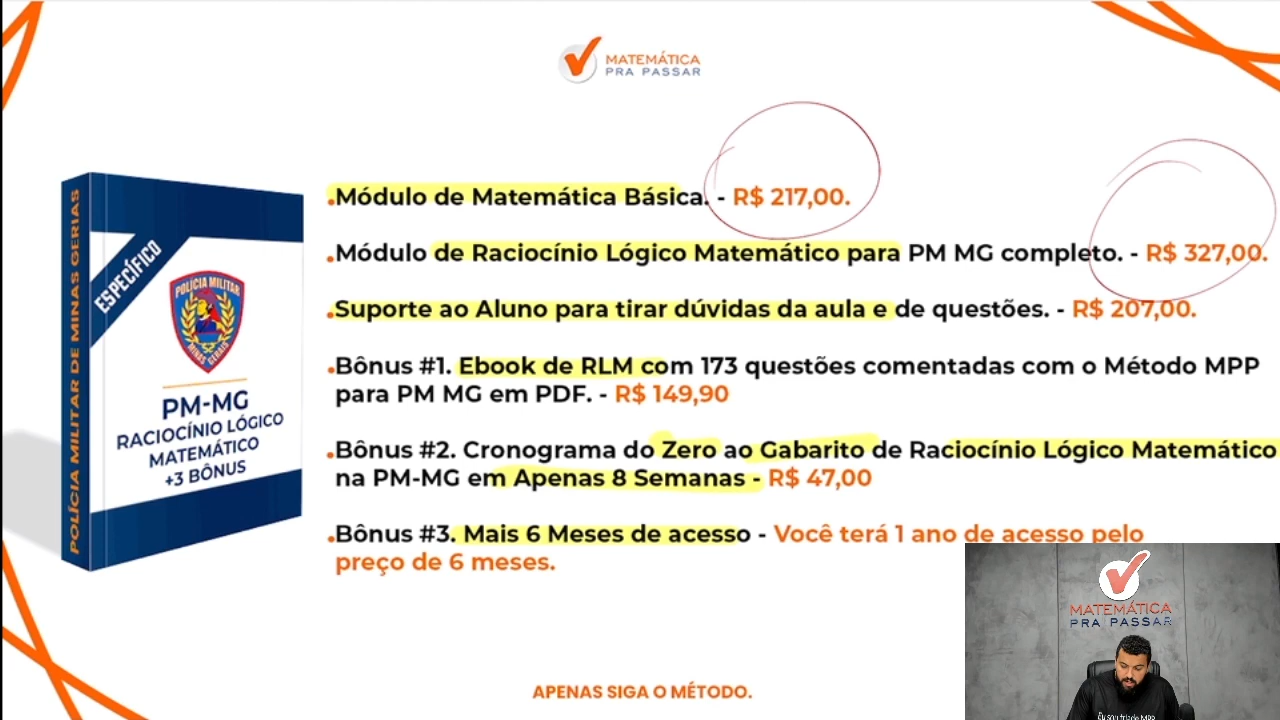 MATEMÁTICA
PRA PASSAR
.Módulo de Matemática Básica. - R$ 217,00.
.Módulo de Raciocínio Lógico Matemático para PM MG completo. - R$ 327,00.
.Suporte ao Aluno para tirar dúvidas da aula e de questões. - R$ 207,00.
.Bônus #1. Ebook de RLM com 173 questões comentadas com o Método MPP
para PM MG em PDF. - R$ 149,90
.Bônus #2. Cronograma do Zero ao Gabarito de Raciocínio Lógico Matemático
na PM-MG em Apenas 8 Semanas - R$ 47,00
.Bônus #3. Mais 6 Meses de acesso - Você terá 1 ano de acesso pelo
preço de 6 meses.
POLÍCIA MILITAR DE MINAS GERIAS
ESPECÍFICO
POLÍCIA MILITAR
MINAS GERAIS
PM-MG
RACIOCÍNIO LÓGICO
MATEMÁTICO
+3 BÔNUS
MATEMÁTICA
PRA PASSAR
Eu sou
MPP
APENAS SIGA O MÉTODO.